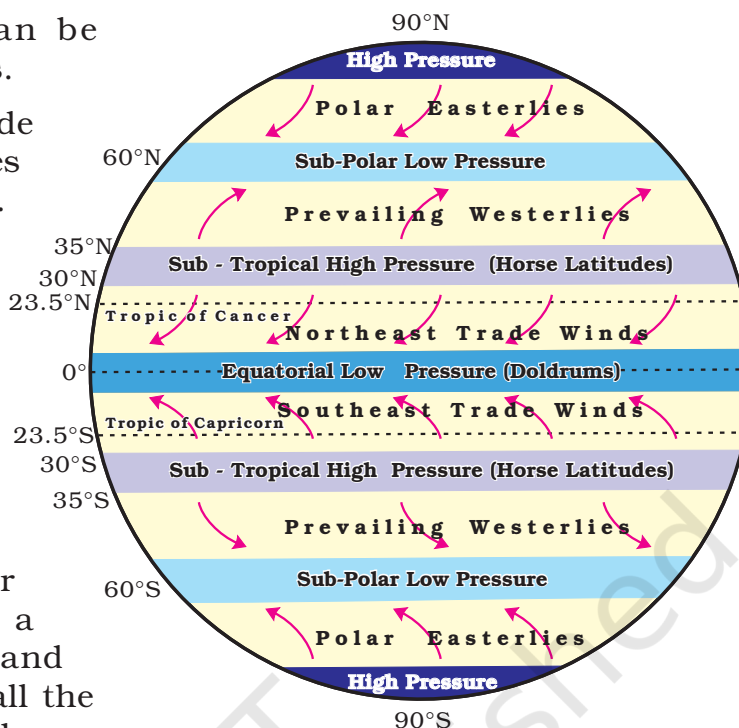 90°N
an be
s.
High Pressure
de
es
.
Polar Easterlies
60°N
Sub-Polar Low Pressure
Prevailing Westerlies
35°N
Sub - Tropical High Pressure (Horse Latitudes)
30°N
23.5°N
Tropic of Cancer
Northeast Trade Winds
0°
Equatorial Low Pressure (Doldrums)
Southeast Trade Winds
Tropic of Capricorn
23.5°S
30°S
Sub - Tropical High Pressure (Horse Latitudes)
35°S
Prevailing Westerlies
60°S
Sub-Polar Low Pressure
r
a
and
all the
Polar Easterlies
High Pressure
90°S
shed